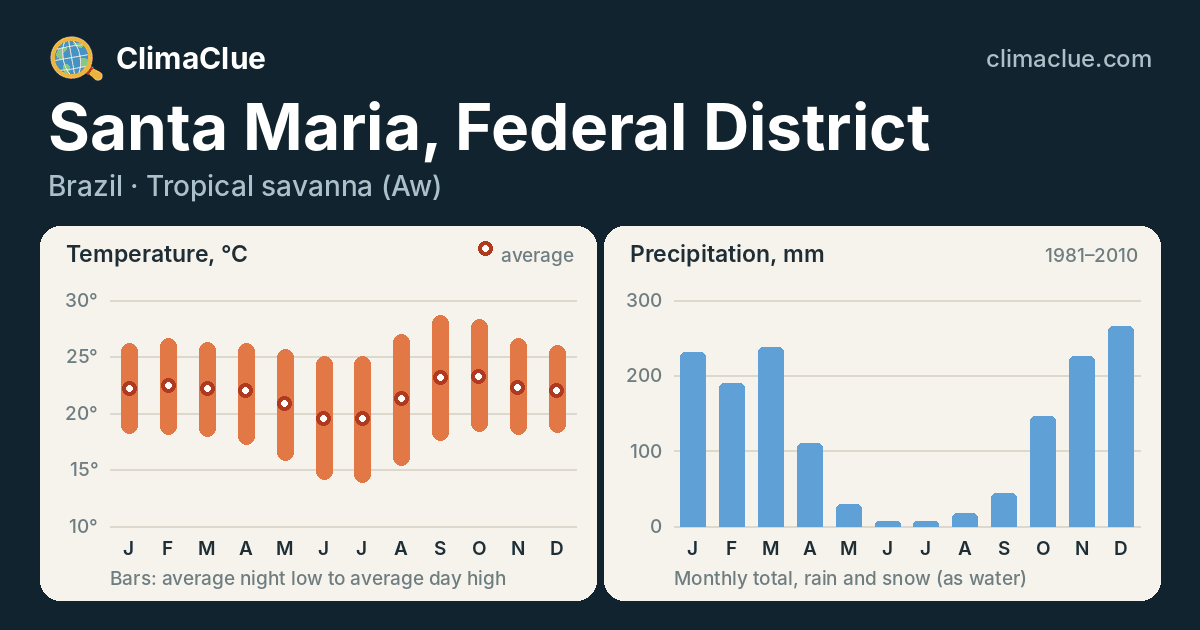 ClimaClue
climaclue.com
Santa Maria, Federal District
Brazil · Tropical savanna (Aw)
Temperature, °C
average
30°
25°
20°
15°
10°
J F M A M J J A S O N D
Bars: average night low to average day high
Precipitation, mm
1981–2010
300
200
100
0
J F M A M J J A S O N D
Monthly total, rain and snow (as water)